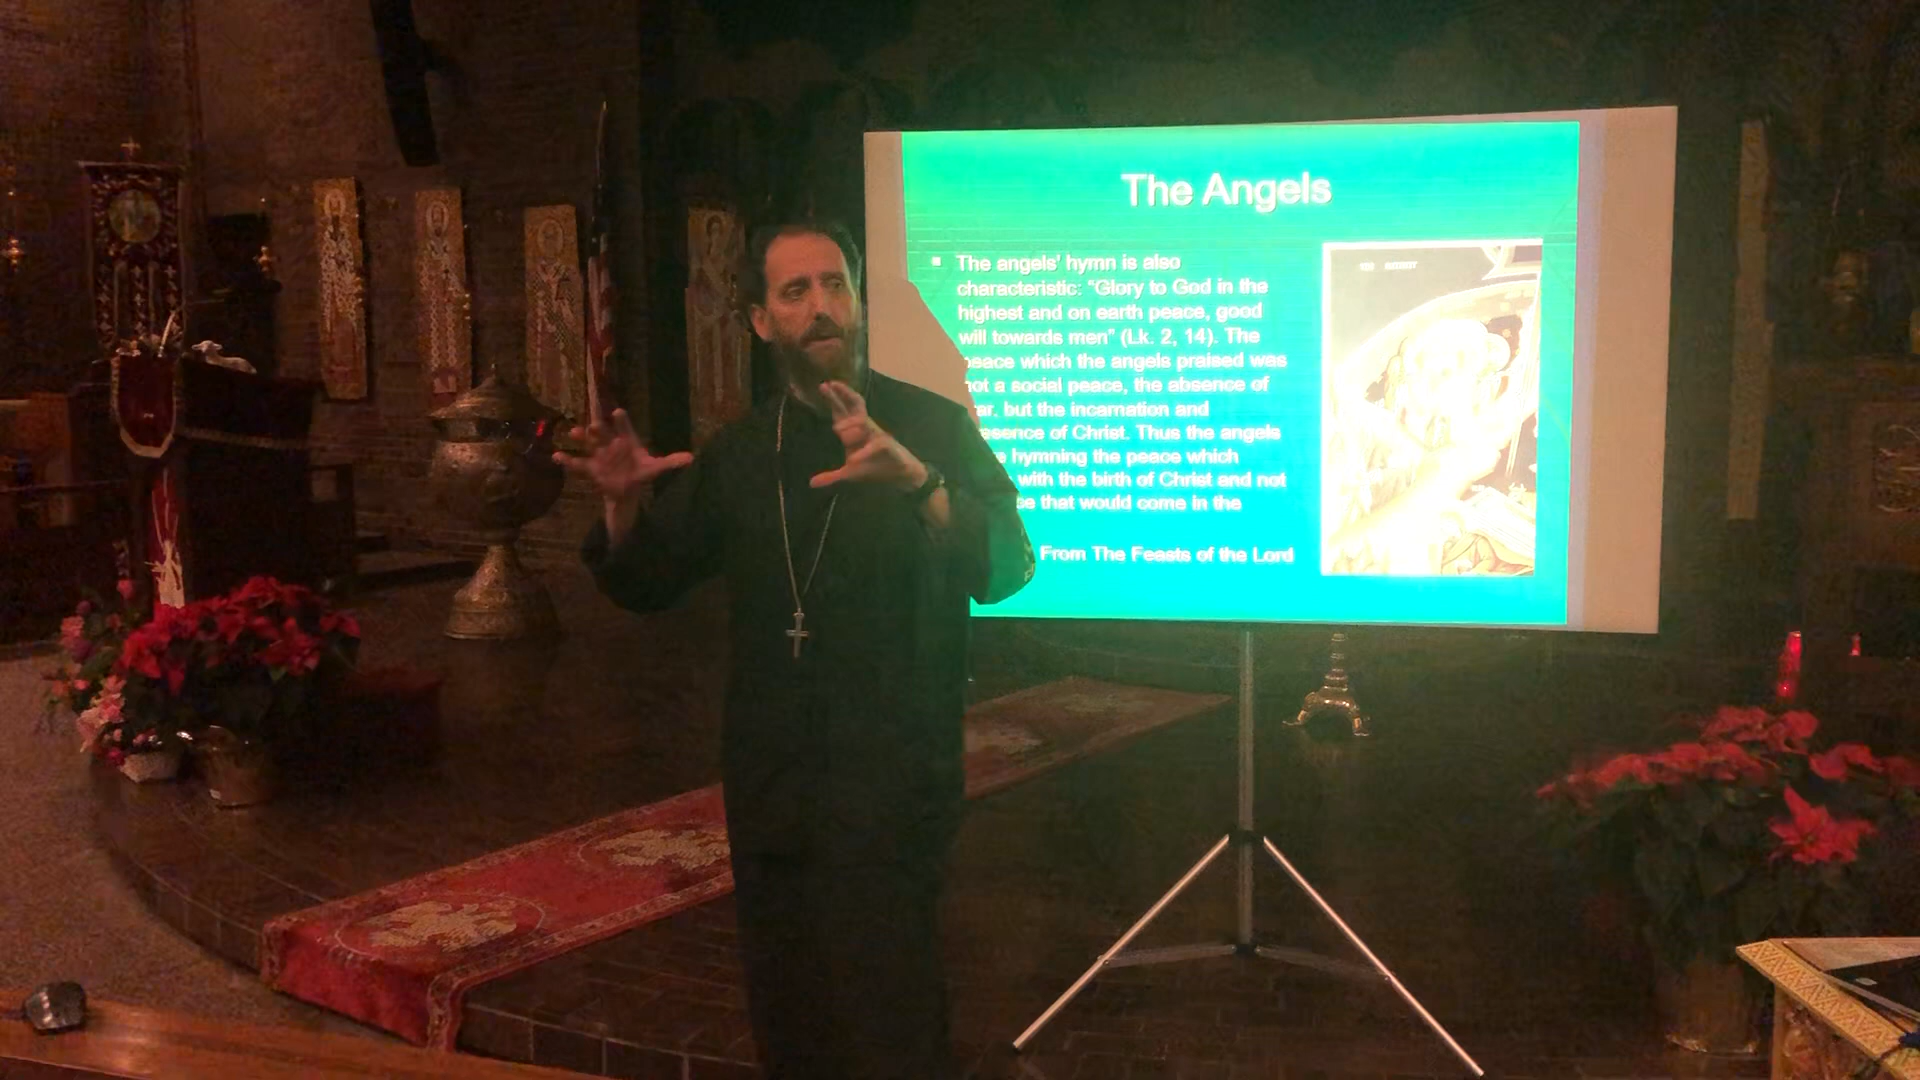 The Angels
The angels' hymn is also
characteristic: "Glory to God in the
highest and on earth peace, good
will towards men" (Lk. 2, 14). The
peace which the angels praised was
not a social peace, the absence of
but the incarnation and
of Christ. Thus the angels
hymning the peace which
with the birth of Christ and not
that would come in the
From The Feasts of the Lord